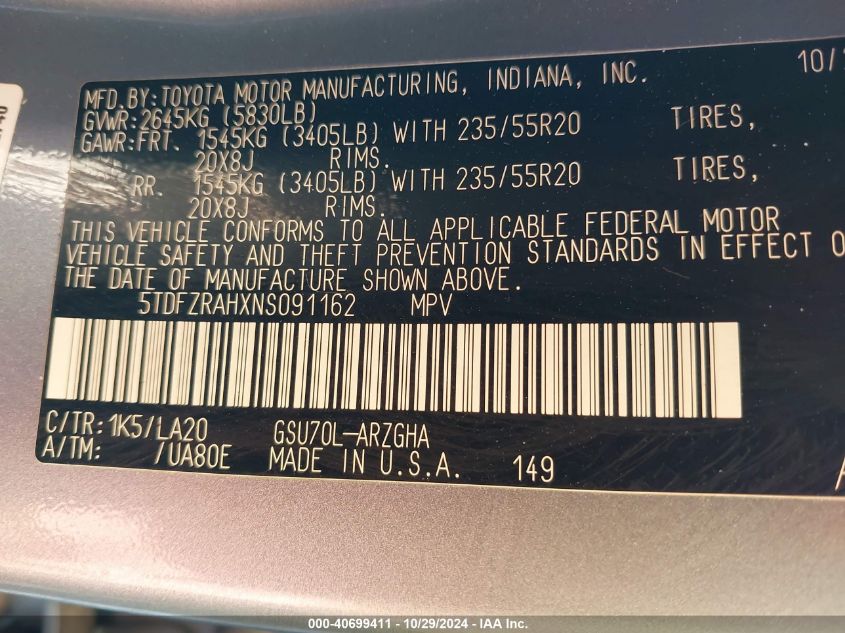 MFD.BY:TOYOTA MOTOR MANUFACTURING, INDIANA, INC. 10/
GVWR:2645KG (5830LB)
GAWR:FRT. 1545KG (3405LB) WITH 235/55R20 TIRES,
20X8J RIMS.
RR. 1545KG (3405LB) WITH 235/55R20 TIRES,
20X8J RIMS.
THIS VEHICLE CONFORMS TO ALL APPLICABLE FEDERAL MOTOR
VEHICLE SAFETY AND THEFT PREVENTION STANDARDS IN EFFECT O
THE DATE OF MANUFACTURE SHOWN ABOVE.
5TDFZRAHXNS091162 MPV
C/TR:1K5/LA20 GSU70L-ARZGHA
A/TM: /UA80E MADE IN U.S.A. 149 A
000-40699411 - 10/29/2024 - IAA Inc.